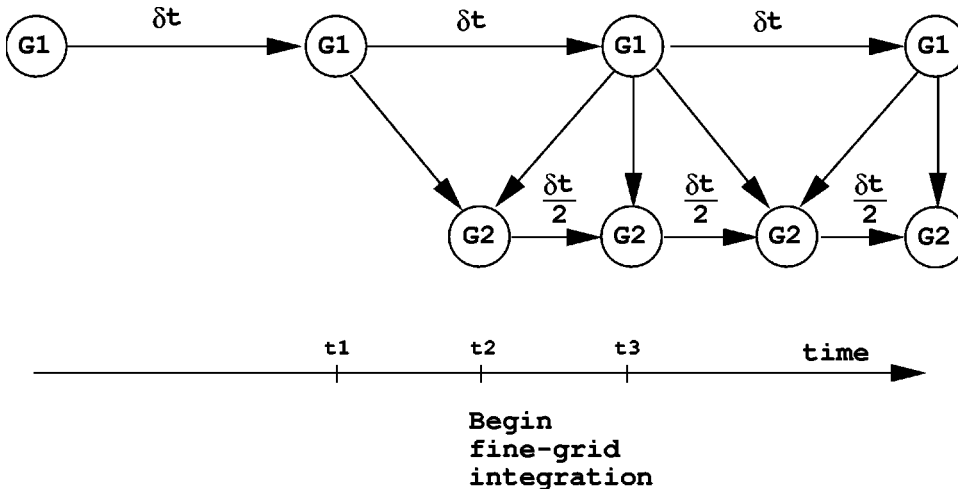 δt δt δt
G1 G1 G1 G1
δt/2 δt/2 δt/2
G2 G2 G2 G2
t1 t2 t3 time
Begin
fine-grid
integration